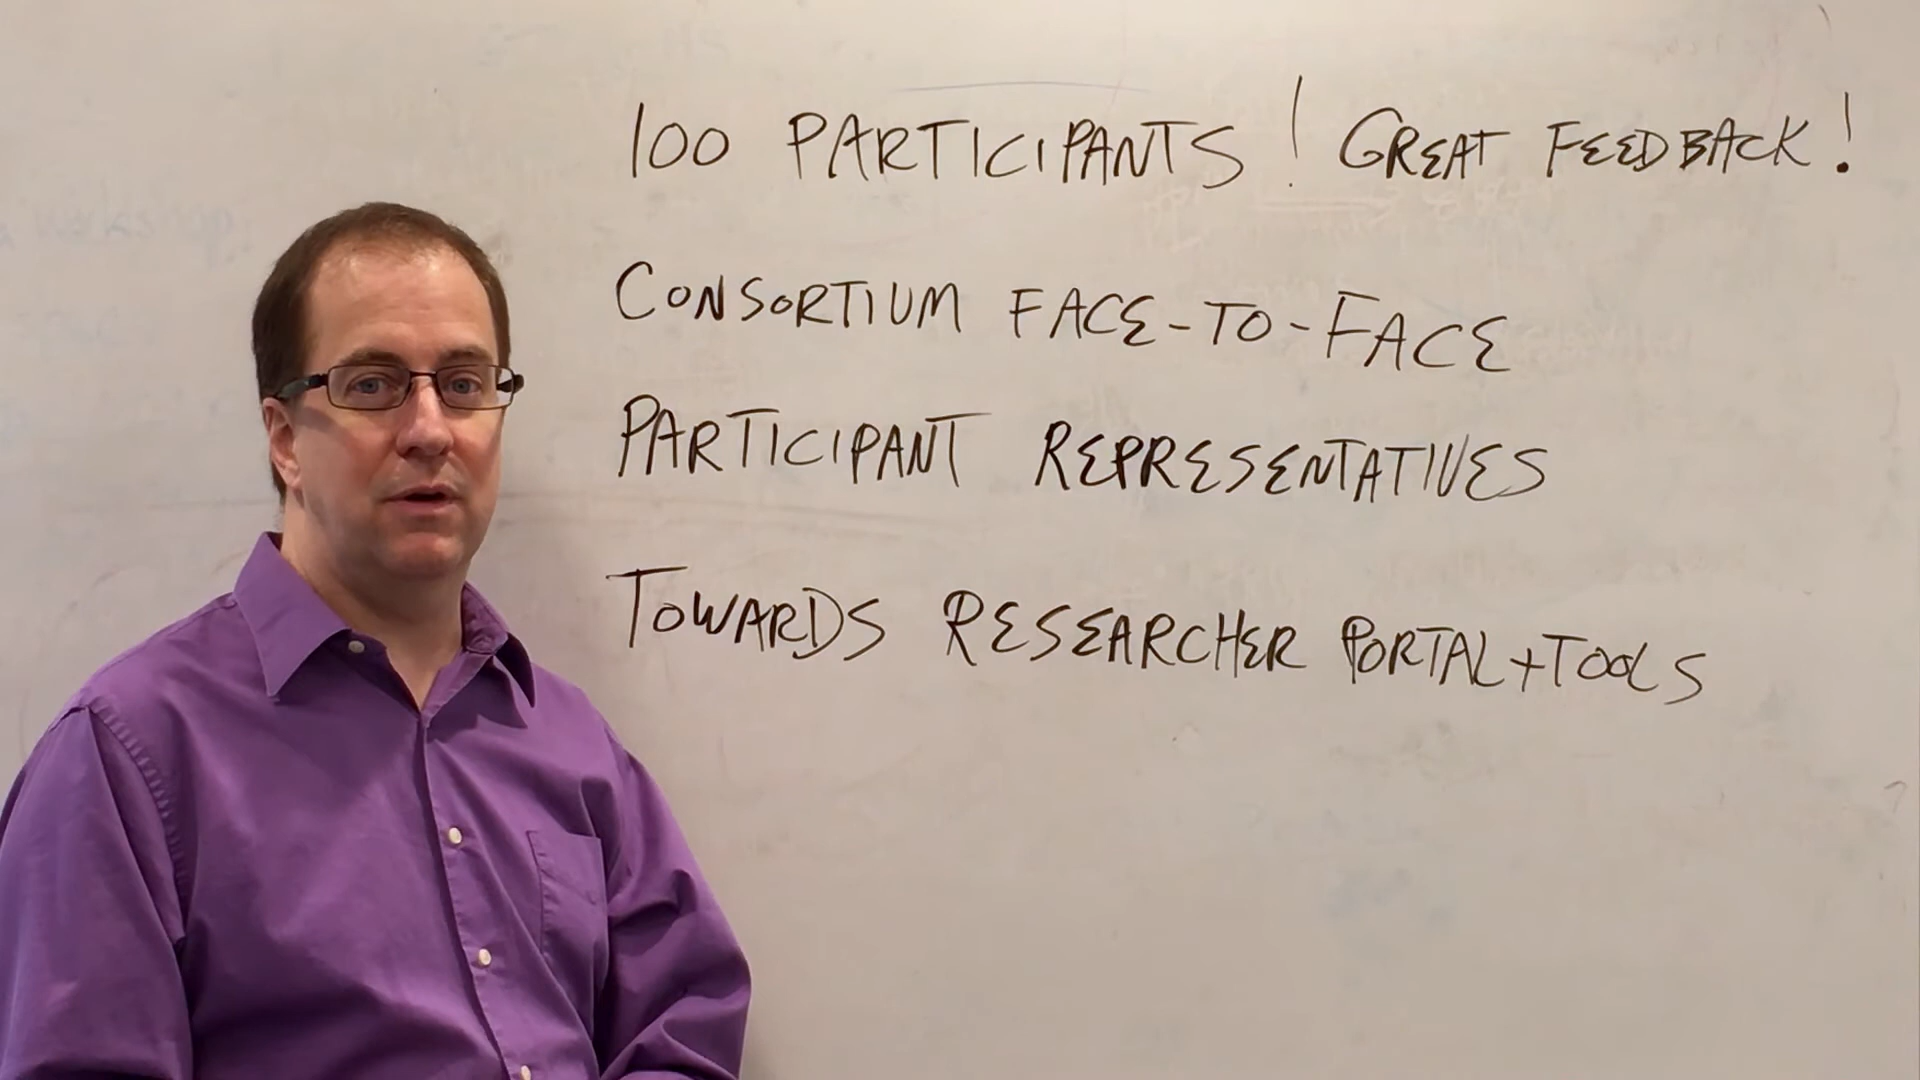 100 PARTICIPANTS! GREAT FEEDBACK!
CONSORTIUM FACE-TO-FACE
PARTICIPANT REPRESENTATIVES
TOWARDS RESEARCHER PORTAL+TOOLS